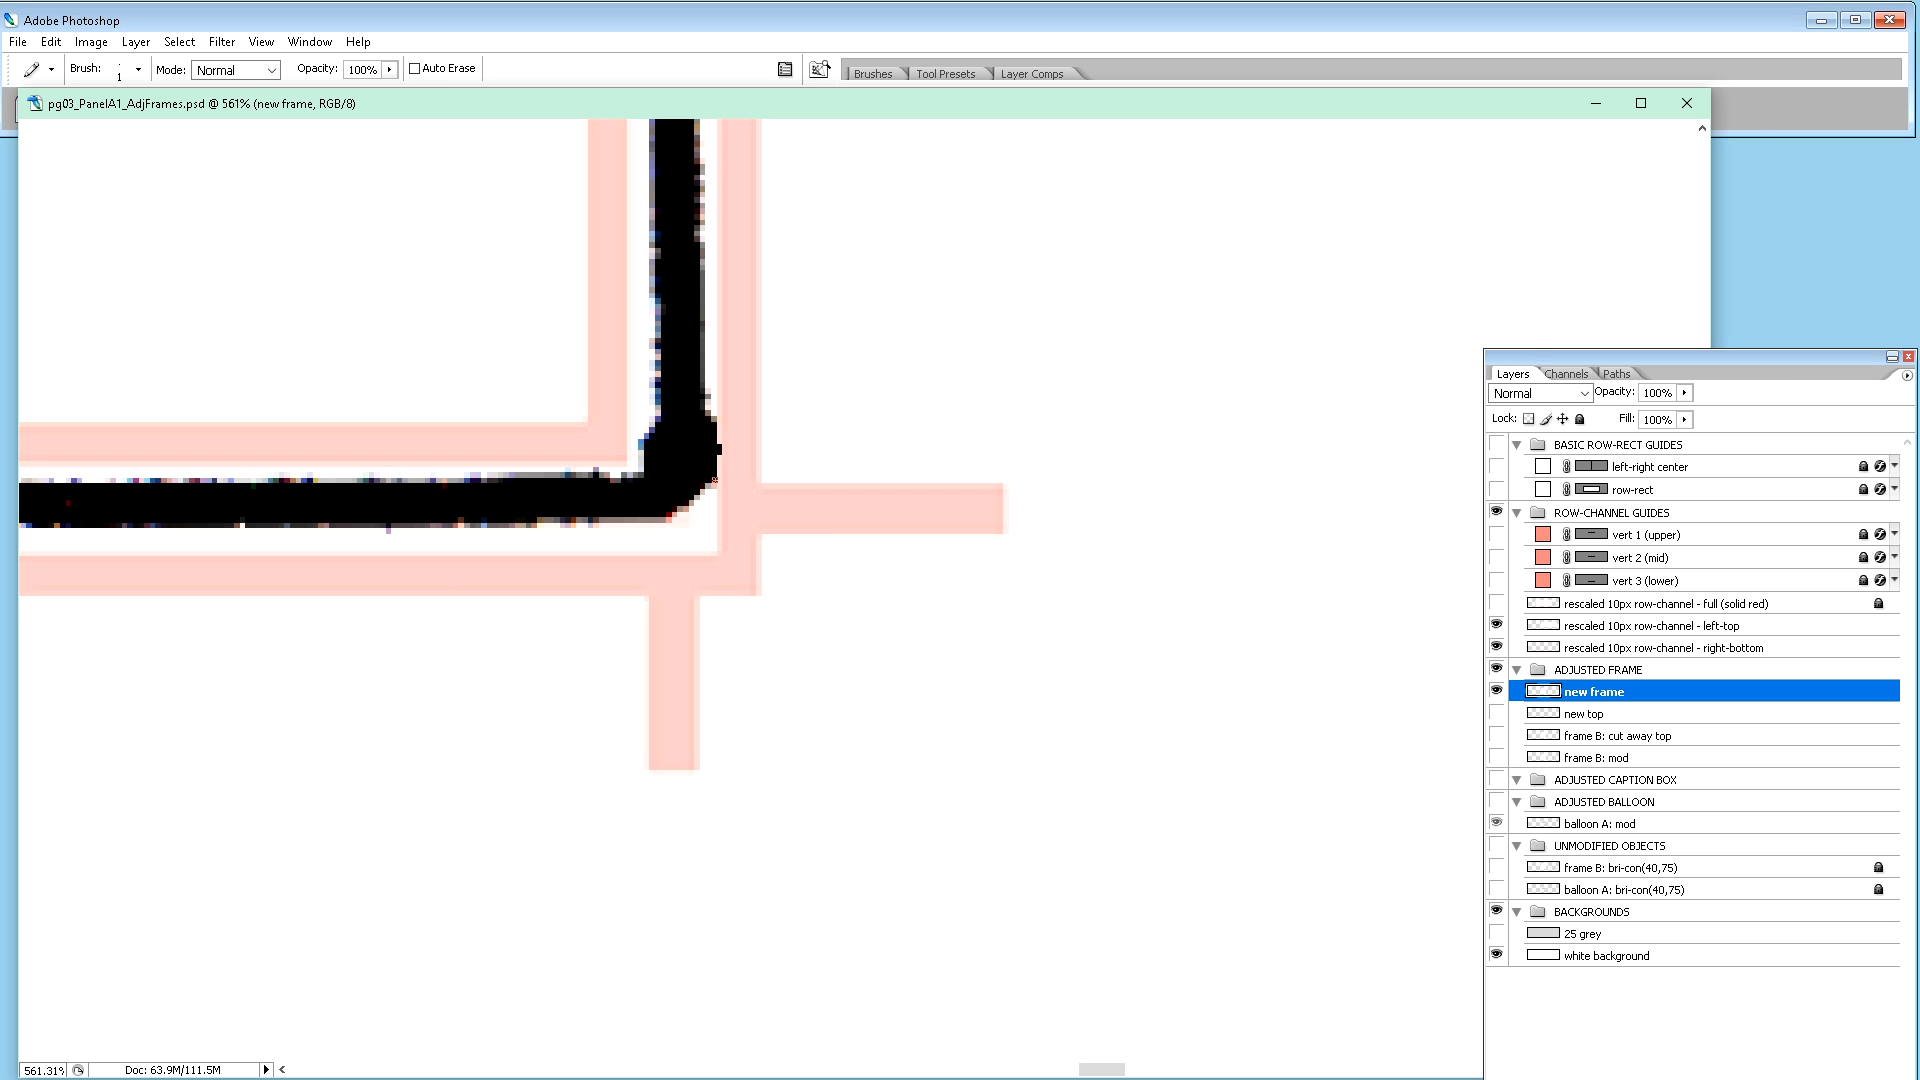 Adobe Photoshop
File Edit Image Layer Select Filter View Window Help
Brush: 1 Mode: Normal Opacity: 100% Auto Erase Brushes Tool Presets Layer Comps
pg03_PanelA1_AdjFrames.psd @ 561% (new frame, RGB/8)
Layers Channels Paths
Normal Opacity: 100%
Lock: Fill: 100%
BASIC ROW-RECT GUIDES
left-right center
row-rect
ROW-CHANNEL GUIDES
vert 1 (upper)
vert 2 (mid)
vert 3 (lower)
rescaled 10px row-channel - full (solid red)
rescaled 10px row-channel - left-top
rescaled 10px row-channel - right-bottom
ADJUSTED FRAME
new frame
new top
frame B: cut away top
frame B: mod
ADJUSTED CAPTION BOX
ADJUSTED BALLOON
balloon A: mod
UNMODIFIED OBJECTS
frame B: bri-con(40,75)
balloon A: bri-con(40,75)
BACKGROUNDS
25 grey
white background
561.31% Doc: 63.9M/111.5M